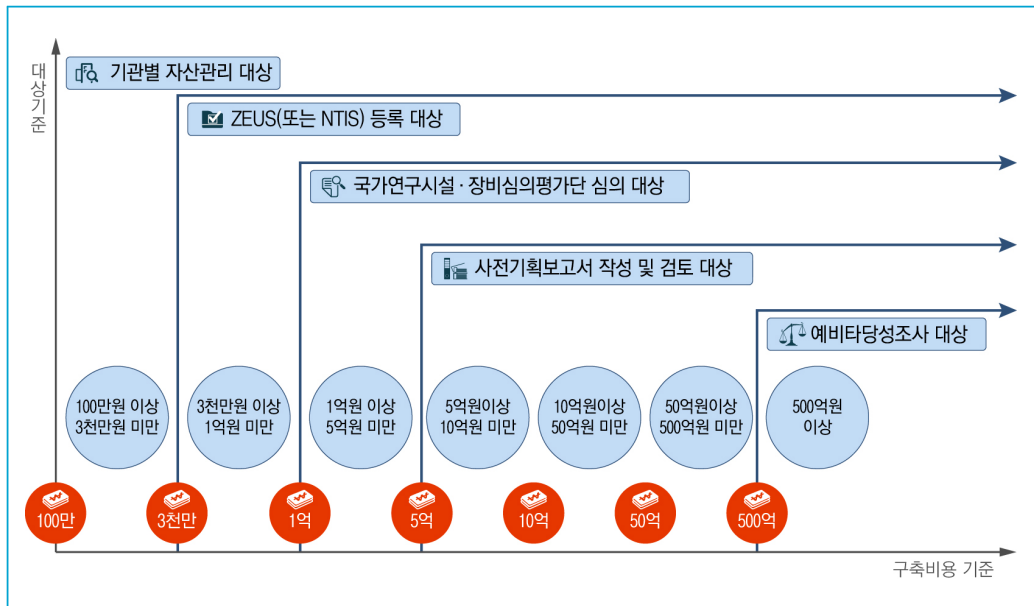 대상기준
기관별 자산관리 대상
ZEUS(또는 NTIS) 등록 대상
국가연구시설·장비심의평가단 심의 대상
사전기획보고서 작성 및 검토 대상
예비타당성조사 대상
100만원 이상
3천만원 미만
3천만원 이상
1억원 미만
1억원 이상
5억원 미만
5억원이상
10억원 미만
10억원이상
50억원 미만
50억원이상
500억원 미만
500억원
이상
100만
3천만
1억
5억
10억
50억
500억
구축비용 기준